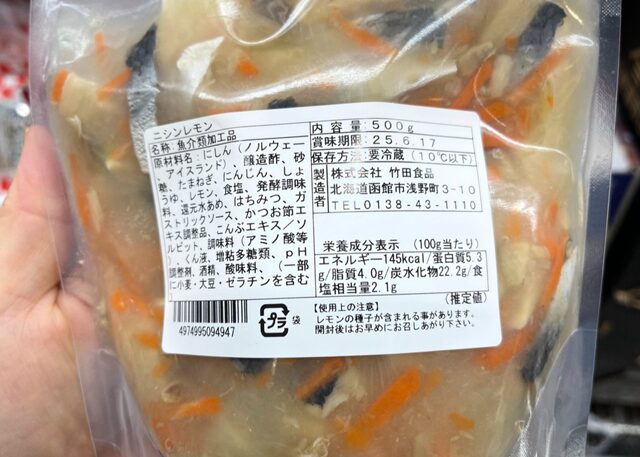 ニシンレモン
名称:魚介類加工品
原材料名:にしん（ノルウェー
アイスランド）、醸造酢、砂
糖、たまねぎ、にんじん、しょ
うゆ、レモン、食塩、発酵調味
料、還元水あめ、はちみつ、ガ
ストリックソース、かつお節エ
キス調整品、こんぶエキス／ソ
ルビット、調味料（アミノ酸等
）、くん液、増粘多糖類、ｐＨ
調整剤、酒精、酸味料、（一部
に小麦・大豆・ゼラチンを含む
内容量:500g
賞味期限:25.6.17
保存方法:要冷蔵（10℃以下）
製造者
株式会社 竹田食品
北海道函館市浅野町3-10
TEL0138-43-1110
栄養成分表示 （100g当たり）
エネルギー145kcal/蛋白質5.3
g/脂質4.0g/炭水化物22.2g/食
塩相当量2.1g
（推定値）
【使用上の注意】
レモンの種子が含まれる事があります。
開封後はお早めにお召しあがり下さい。
プラ
袋
4974995094947